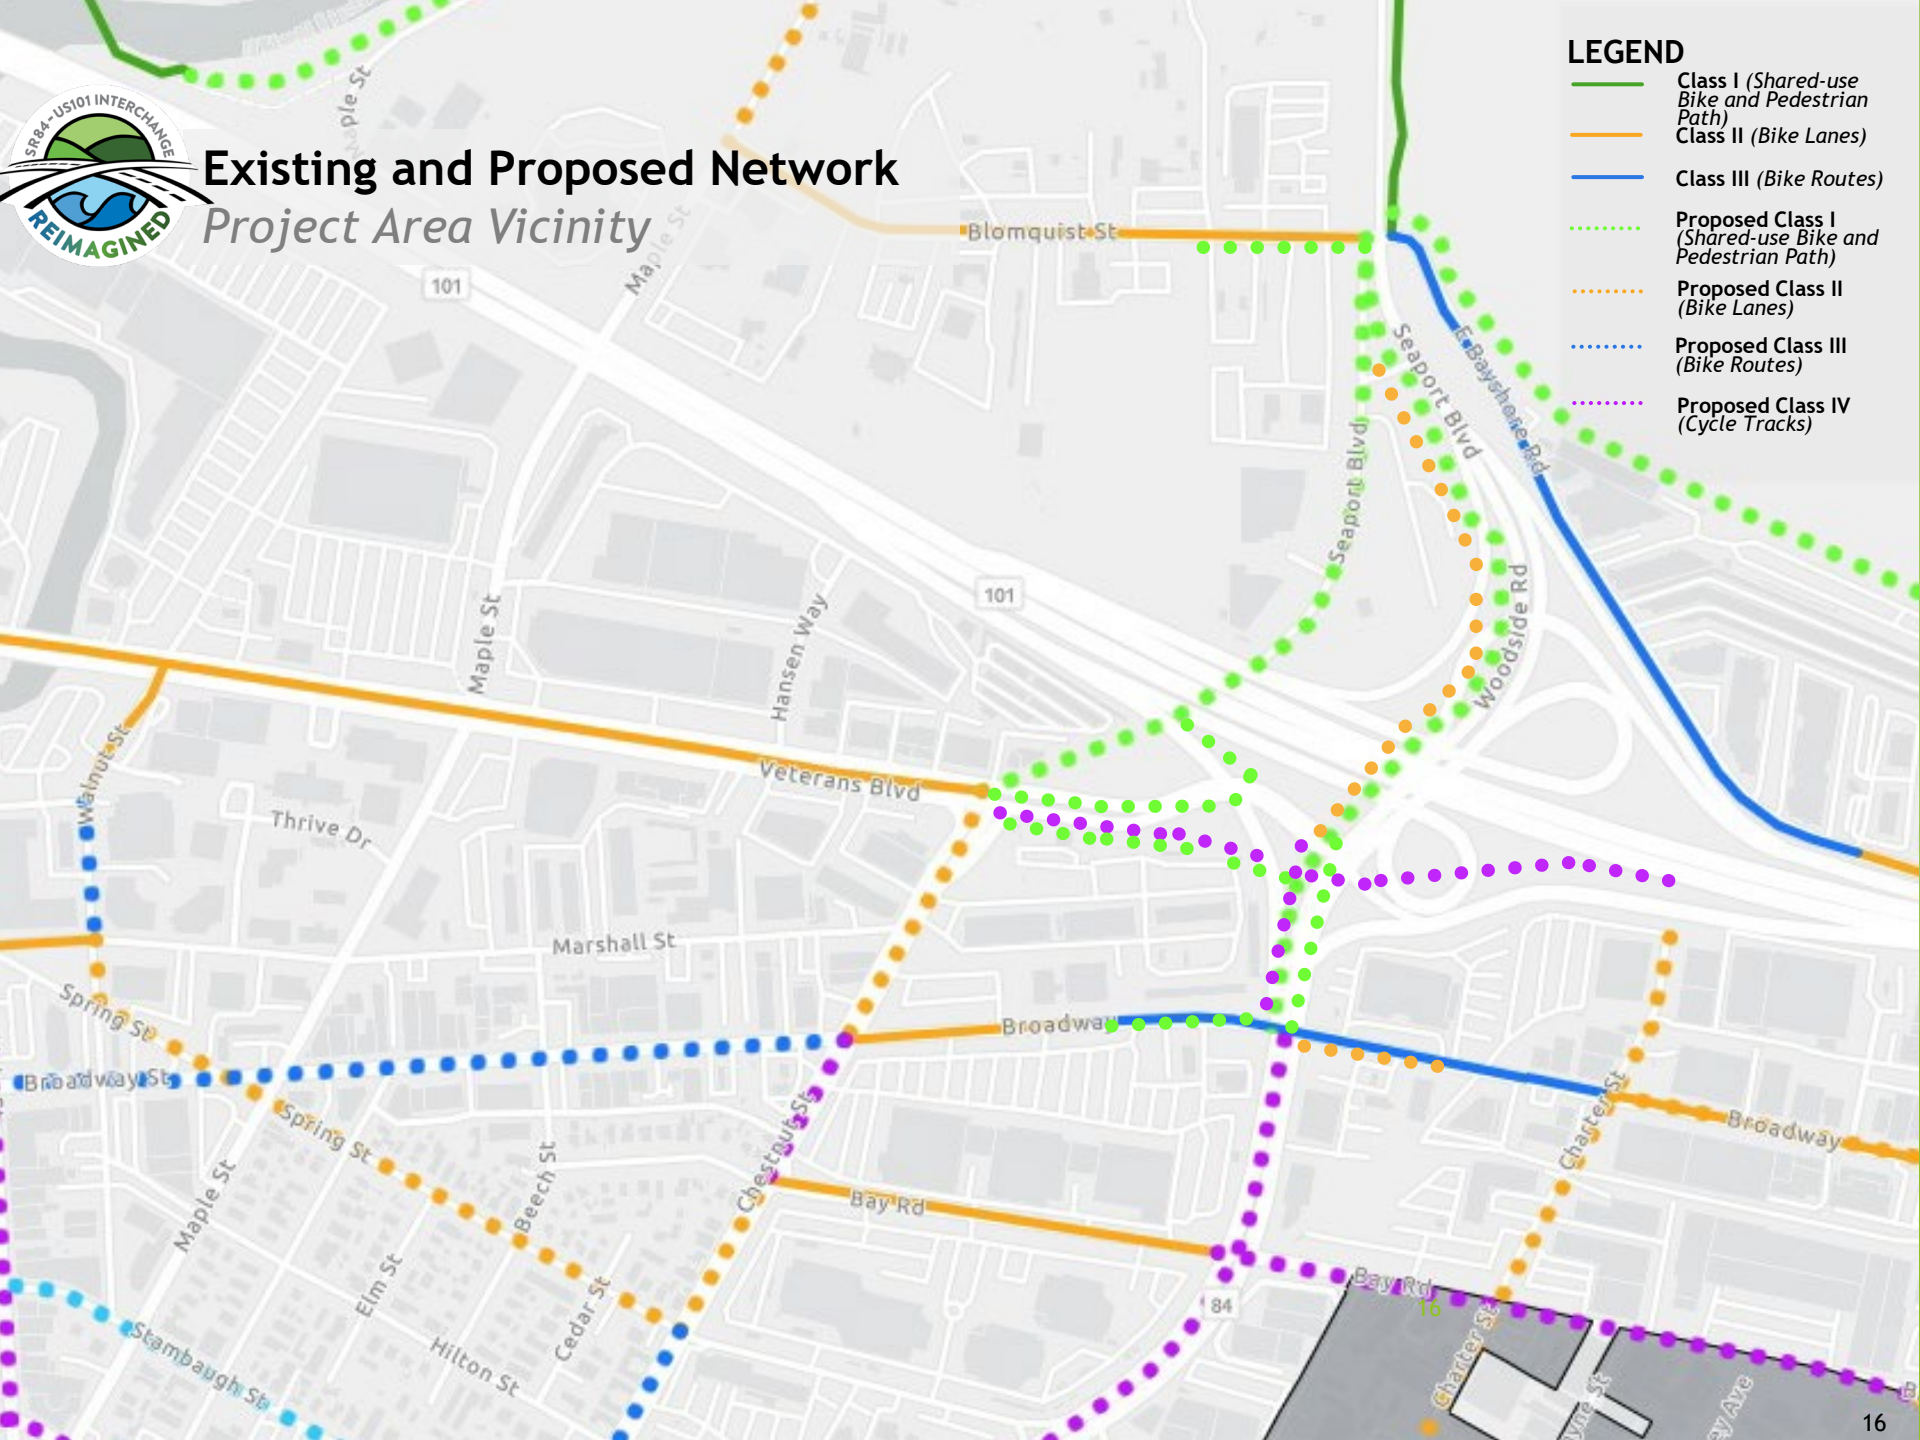 SR84-US101 INTERCHANGE
REIMAGINED
Existing and Proposed Network
Project Area Vicinity
LEGEND
Class I (Shared-use
Bike and Pedestrian
Path)
Class II (Bike Lanes)
Class III (Bike Routes)
Proposed Class I
(Shared-use Bike and
Pedestrian Path)
Proposed Class II
(Bike Lanes)
Proposed Class III
(Bike Routes)
Proposed Class IV
(Cycle Tracks)
Maple St
Maple St
Blomquist St
101
Seaport Blvd
E Bayshore Rd
Seaport Blvd
101
Woodside Rd
Maple St
Hansen Way
Walnut St
Veterans Blvd
Thrive Dr
Marshall St
Spring St
Broadway
Broadway St
Spring St
Chestnut St
Charter St
Broadway
Beech St
Maple St
Bay Rd
Elm St
Cedar St
Bay Rd
84
16
Stambaugh St
Hilton St
Charter St
16